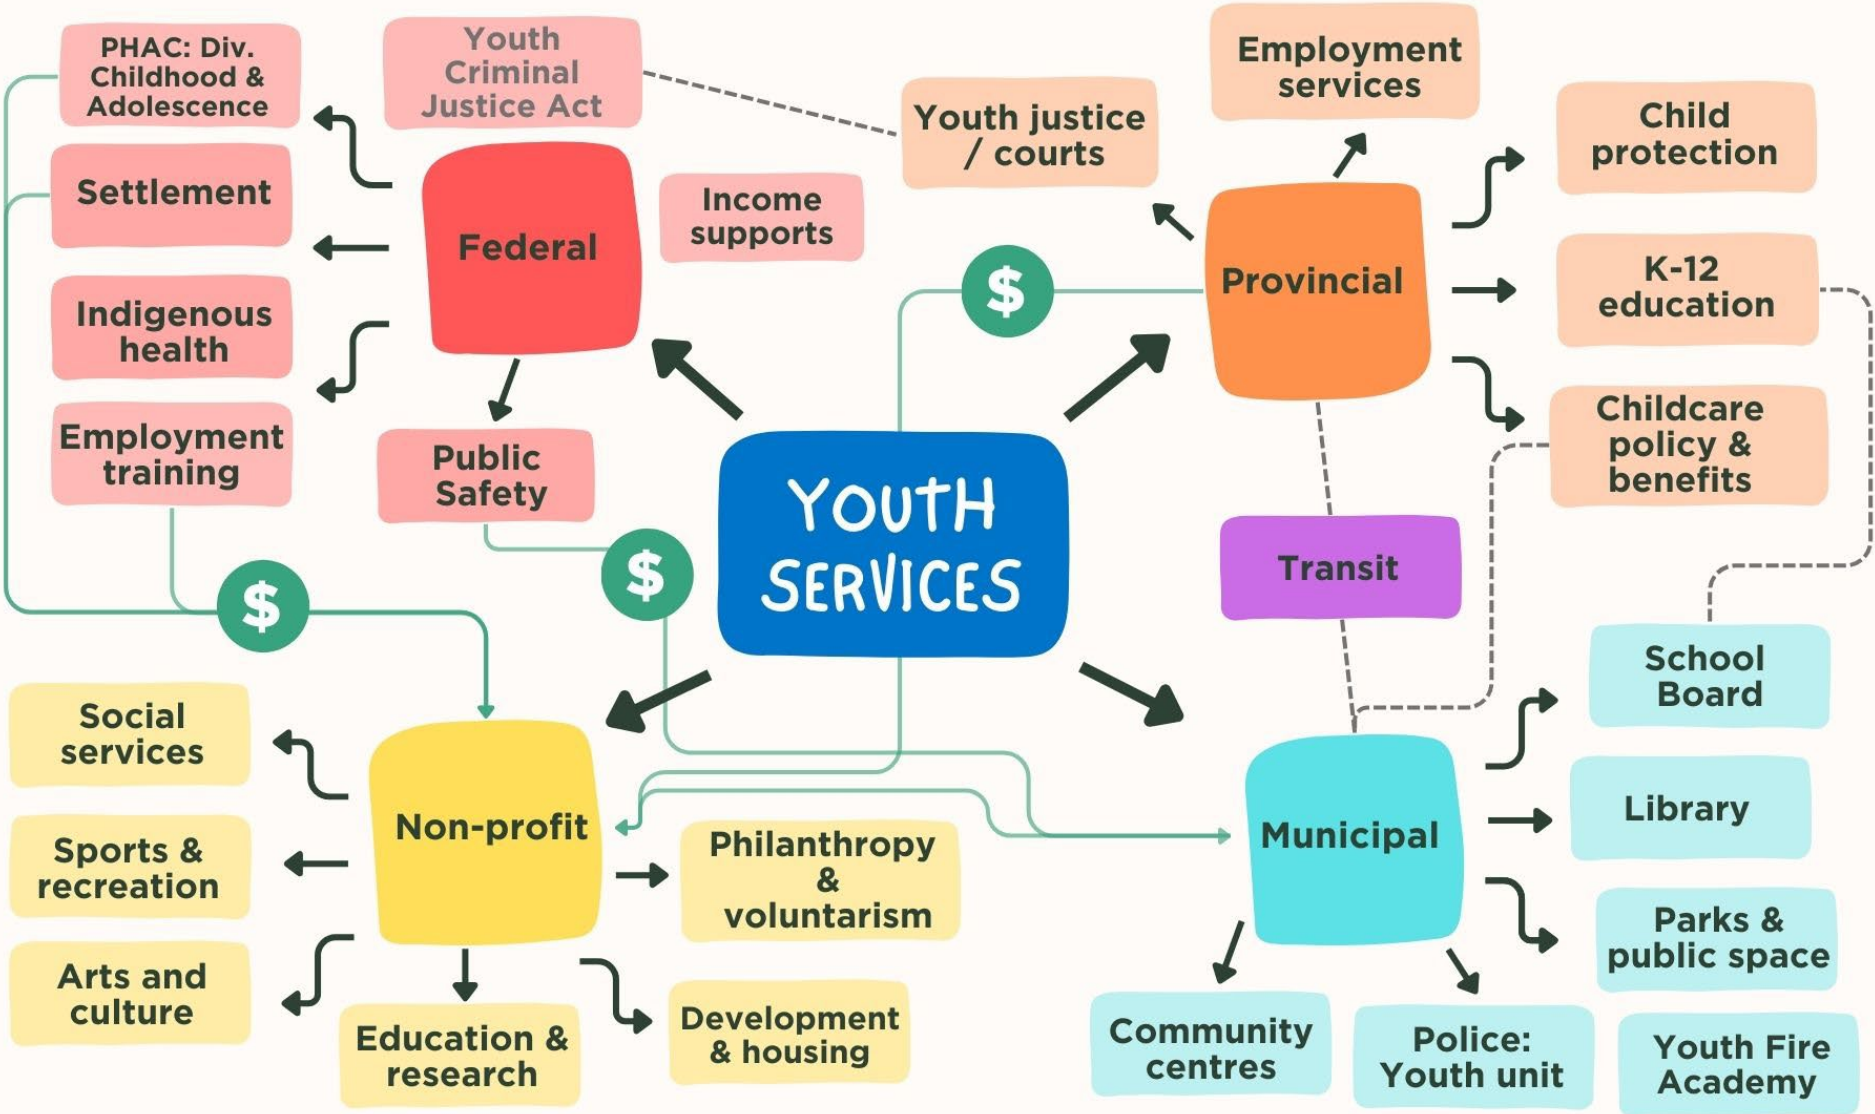 PHAC: Div.
Childhood &
Adolescence
Youth
Criminal
Justice Act
Settlement
Federal
Income
supports
Indigenous
health
Employment
training
Public
Safety
$
$
Youth justice
/ courts
Employment
services
Child
protection
Provincial
$
K-12
education
Childcare
policy &
benefits
YOUTH
SERVICES
Transit
Social
services
Non-profit
Sports &
recreation
Arts and
culture
Education &
research
Philanthropy
&
voluntarism
Development
& housing
Municipal
School
Board
Library
Parks &
public space
Community
centres
Police:
Youth unit
Youth Fire
Academy